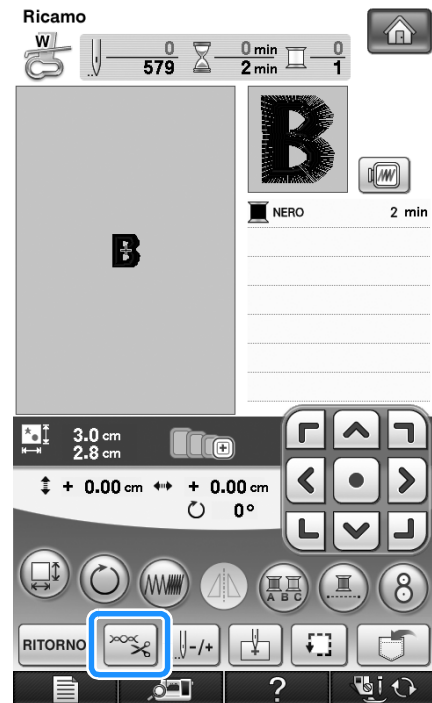 Ricamo
W 0 0 min 0
579 2 min 1
B
NERO 2 min
B
3.0 cm
2.8 cm
+ 0.00 cm + 0.00 cm
0°
A B C 8
RITORNO -/+
?